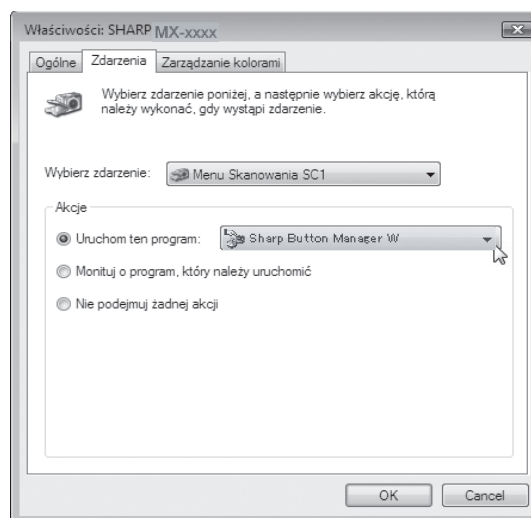 Właściwości: SHARP MX-xxxx
Ogólne Zdarzenia Zarządzanie kolorami
Wybierz zdarzenie poniżej, a następnie wybierz akcję, którą
należy wykonać, gdy wystąpi zdarzenie.
Wybierz zdarzenie: Menu Skanowania SC1
Akcje
Uruchom ten program: Sharp Button Manager W
Monituj o program, który należy uruchomić
Nie podejmuj żadnej akcji
OK Cancel